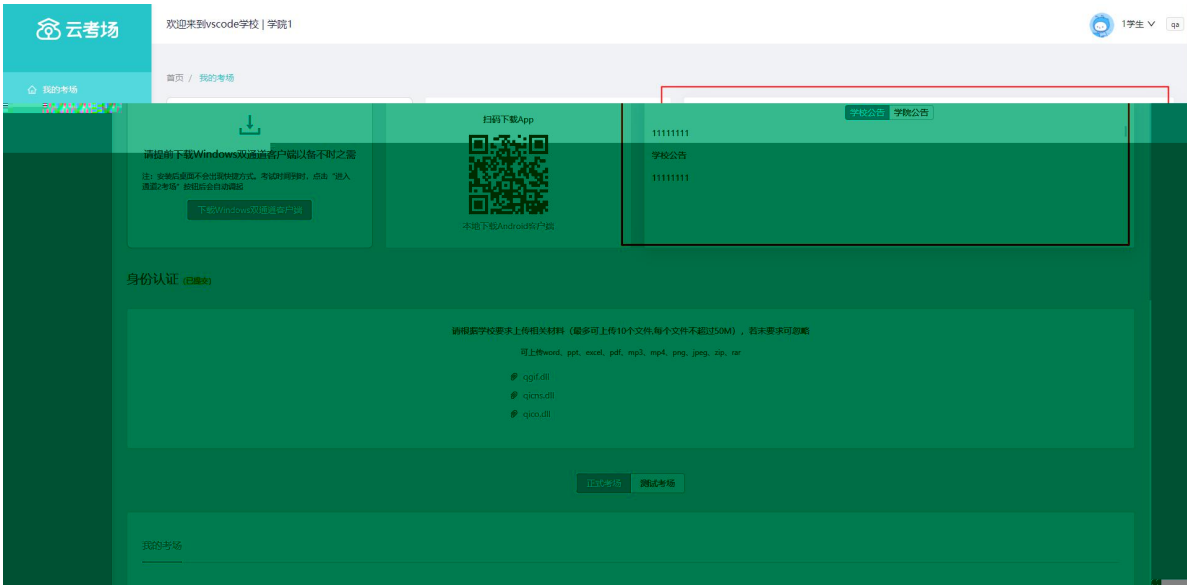 云考场
欢迎来到vscode学校 | 学院1
1学生
qa
我的考场
首页 / 我的考场
请提前下载Windows双通道客户端以备不时之需
注：安装后桌面不会出现快捷方式。考试时间到时，点击“进入
通道2考场”按钮后会自动调起
下载Windows双通道客户端
扫码下载App
本地下载Android客户端
学校公告 学院公告
11111111
学校公告
11111111
身份认证 (已提交)
请根据学校要求上传相关材料（最多可上传10个文件,每个文件不超过50M），若未要求可忽略
可上传word、ppt、excel、pdf、mp3、mp4、png、jpeg、zip、rar
qgif.dll
qicns.dll
qico.dll
正式考场 测试考场
我的考场